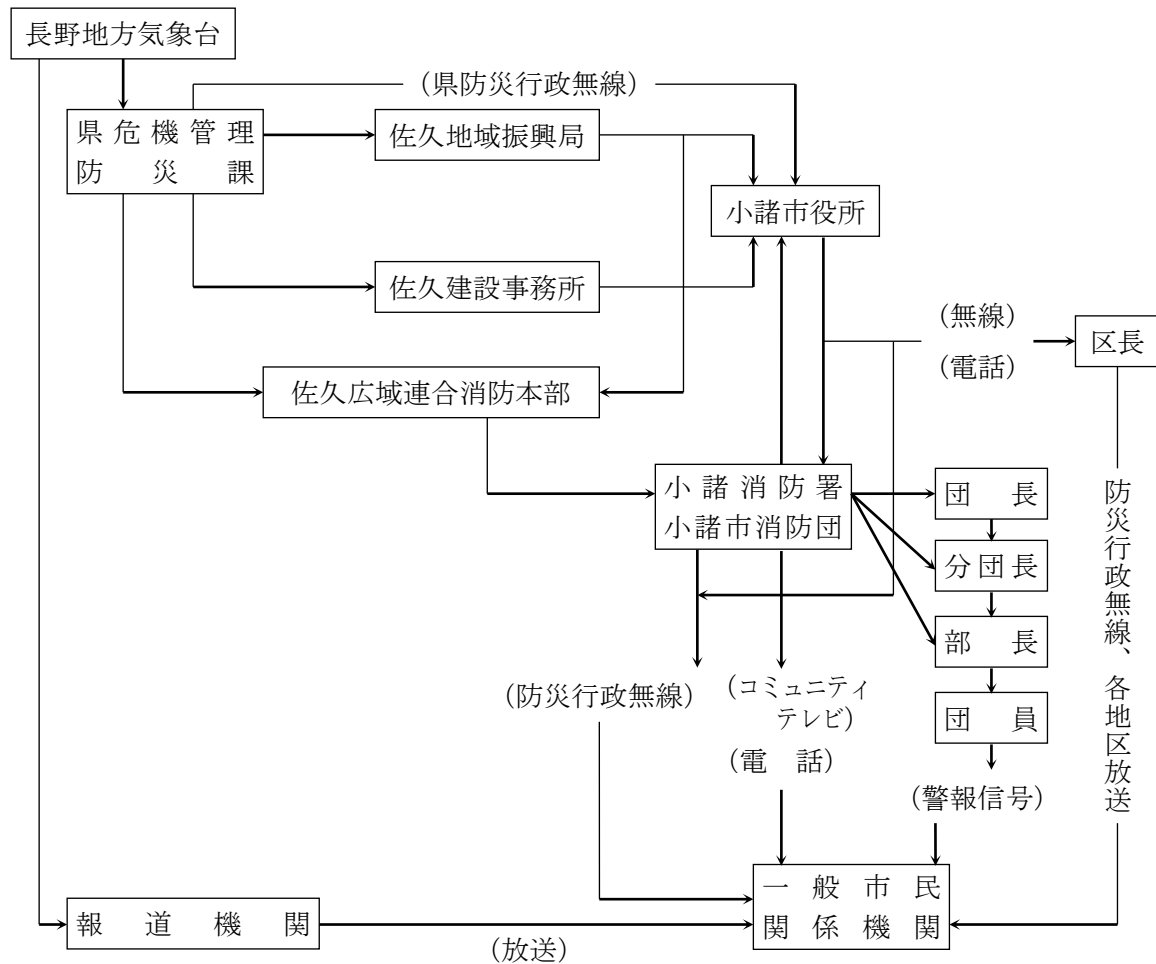 長野地方気象台
(県防災行政無線)
県危機管理
防災課
佐久地域振興局
小諸市役所
佐久建設事務所
(無線)
(電話)
区長
佐久広域連合消防本部
小諸消防署
小諸市消防団
団長
分団長
部長
団員
防災行政無線、各地区放送
(防災行政無線)
(コミュニティ
テレビ)
(電 話)
(警報信号)
一般市民
関係機関
報道機関
(放送)